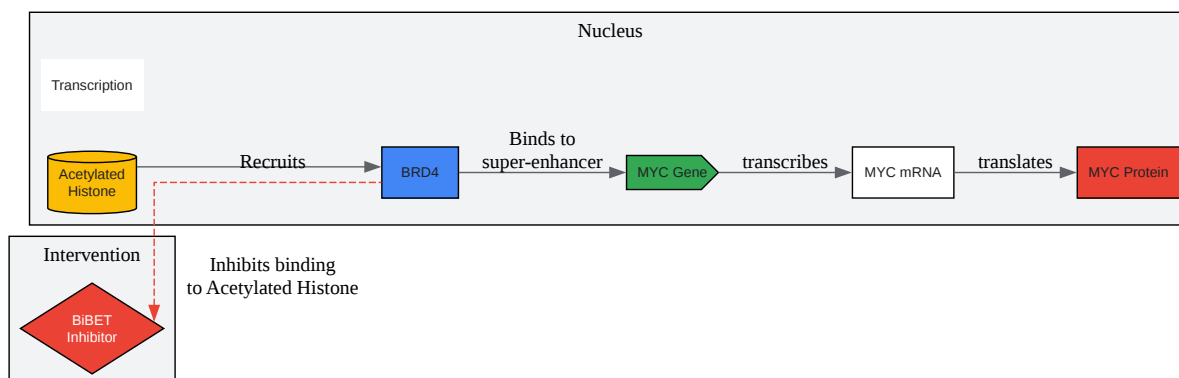 Nucleus
Transcription
Acetylated
Histone
Recruits
BRD4
Binds to
super-enhancer
MYC Gene
transcribes
MYC mRNA
translates
MYC Protein
Intervention
Inhibits binding
to Acetylated Histone
BiBET
Inhibitor